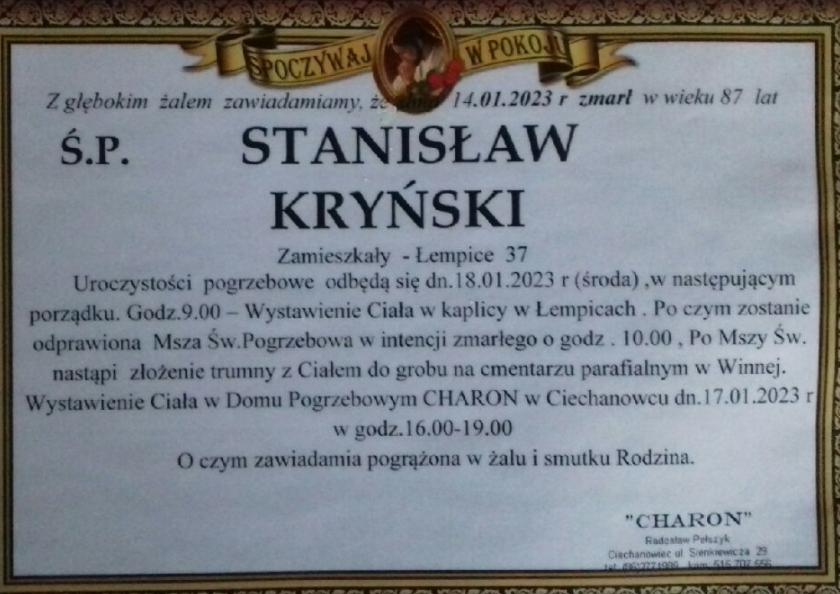 SPOCZYWAJ W POKOJU
Z głębokim żalem zawiadamiamy, że dnia 14.01.2023 r zmarł w wieku 87 lat
Ś.P. STANISŁAW
KRYŃSKI
Zamieszkały - Łempice 37
Uroczystości pogrzebowe odbędą się dn.18.01.2023 r (środa) ,w następującym
porządku. Godz.9.00 – Wystawienie Ciała w kaplicy w Łempicach . Po czym zostanie
odprawiona Msza Św.Pogrzebowa w intencji zmarłego o godz . 10.00 , Po Mszy Św.
nastąpi złożenie trumny z Ciałem do grobu na cmentarzu parafialnym w Winnej.
Wystawienie Ciała w Domu Pogrzebowym CHARON w Ciechanowcu dn.17.01.2023 r
w godz.16.00-19.00
O czym zawiadamia pogrążona w żalu i smutku Rodzina.
"CHARON"
Radosław Pełszyk
Ciechanowiec ul. Sienkiewicza 29